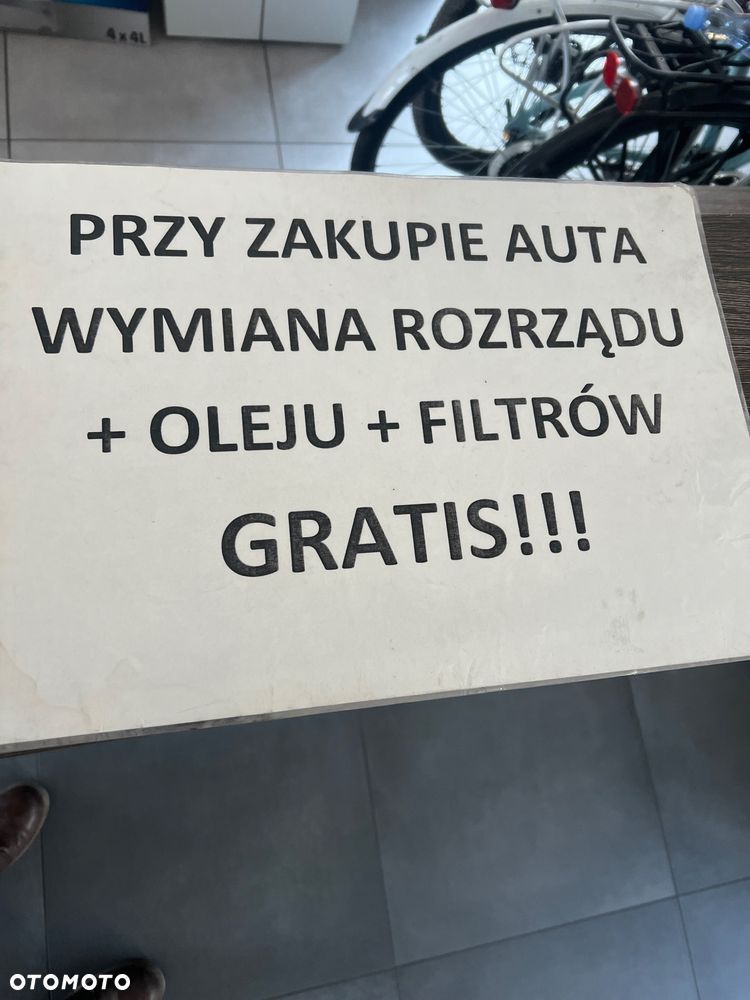 4x4L
PRZY ZAKUPIE AUTA
WYMIANA ROZRZĄDU
+ OLEJU + FILTRÓW
GRATIS!!!
OTOMOTO